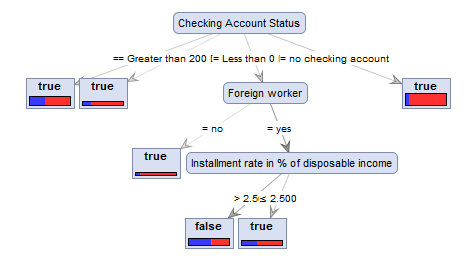 Checking Account Status
== Greater than 200 != Less than 0 != no checking account
true
true
Foreign worker
true
= no
= yes
true
Installment rate in % of disposable income
> 2.5 ≤ 2.500
false
true